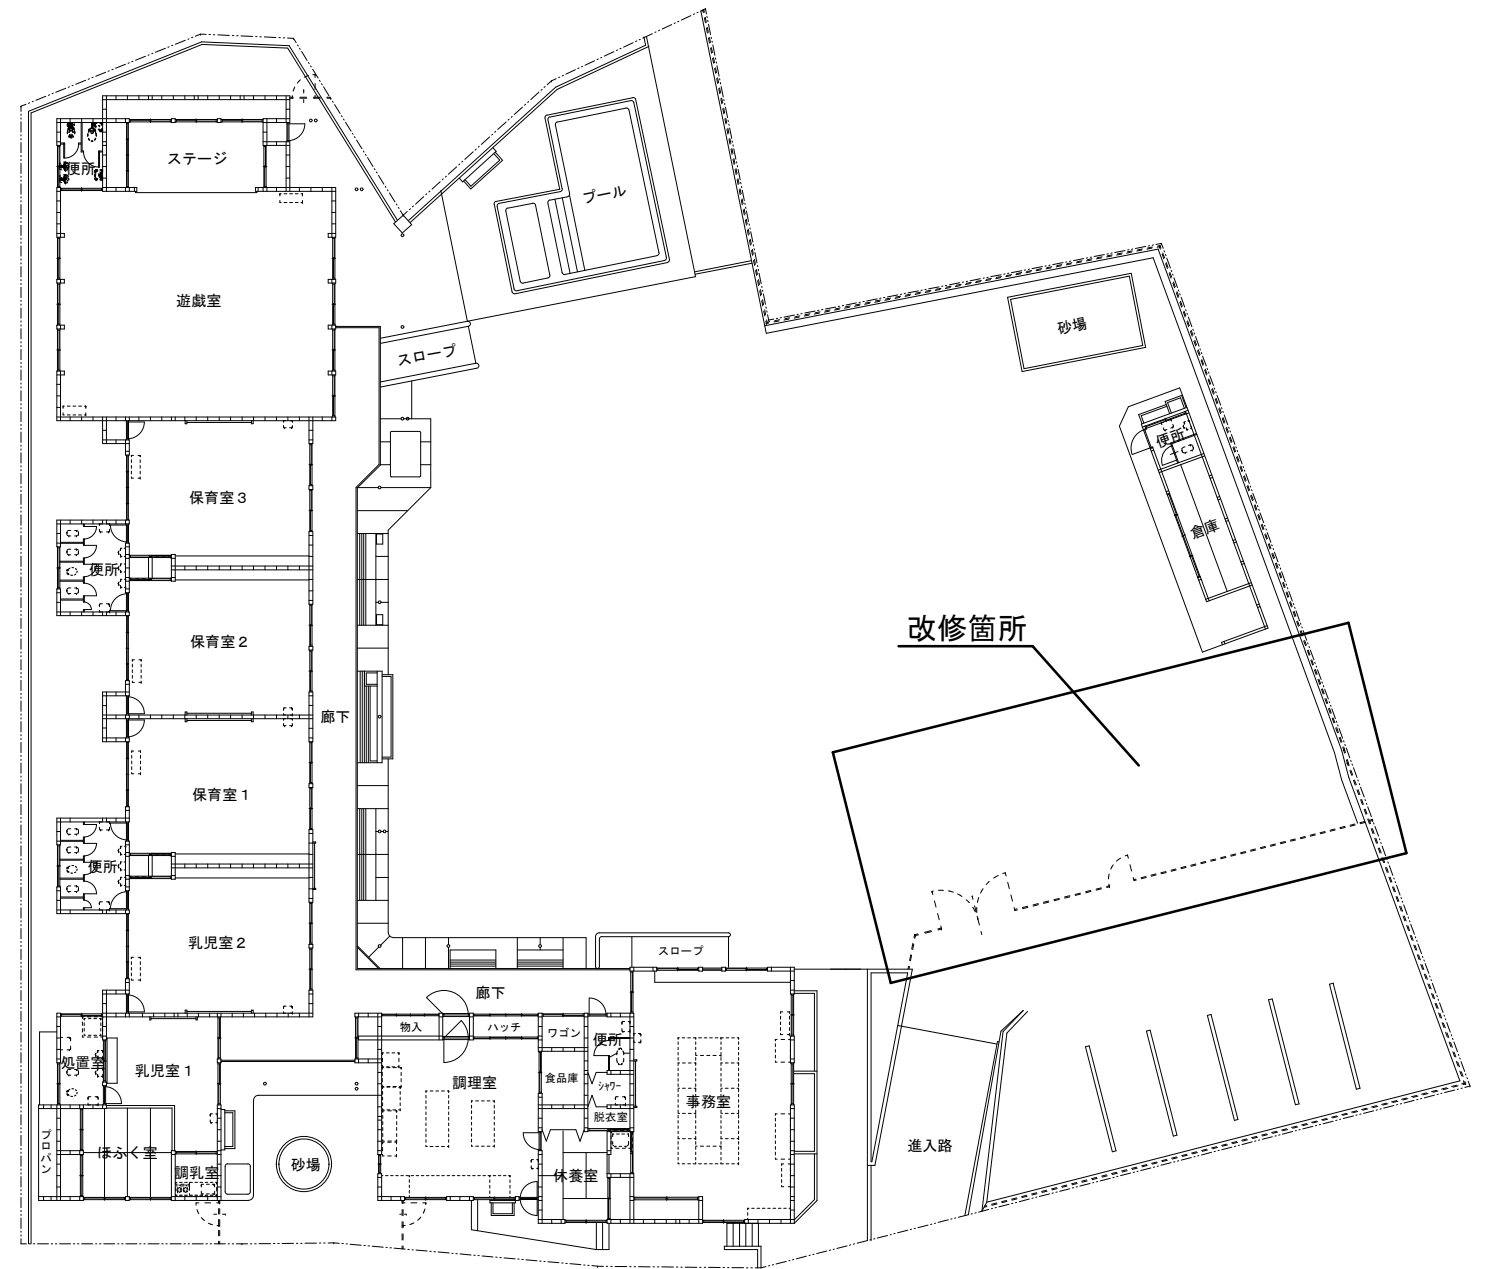 ステージ
便所
プール
遊戯室
砂場
スロープ
便所
保育室3
倉庫
便所
改修箇所
保育室2
廊下
保育室1
便所
乳児室2
スロープ
廊下
物入
ハッチ
ワゴン
便所
処置室
乳児室1
調理室
食品庫
シャワー
事務室
脱衣室
プロパン
ほふく室
進入路
調乳室
砂場
休養室